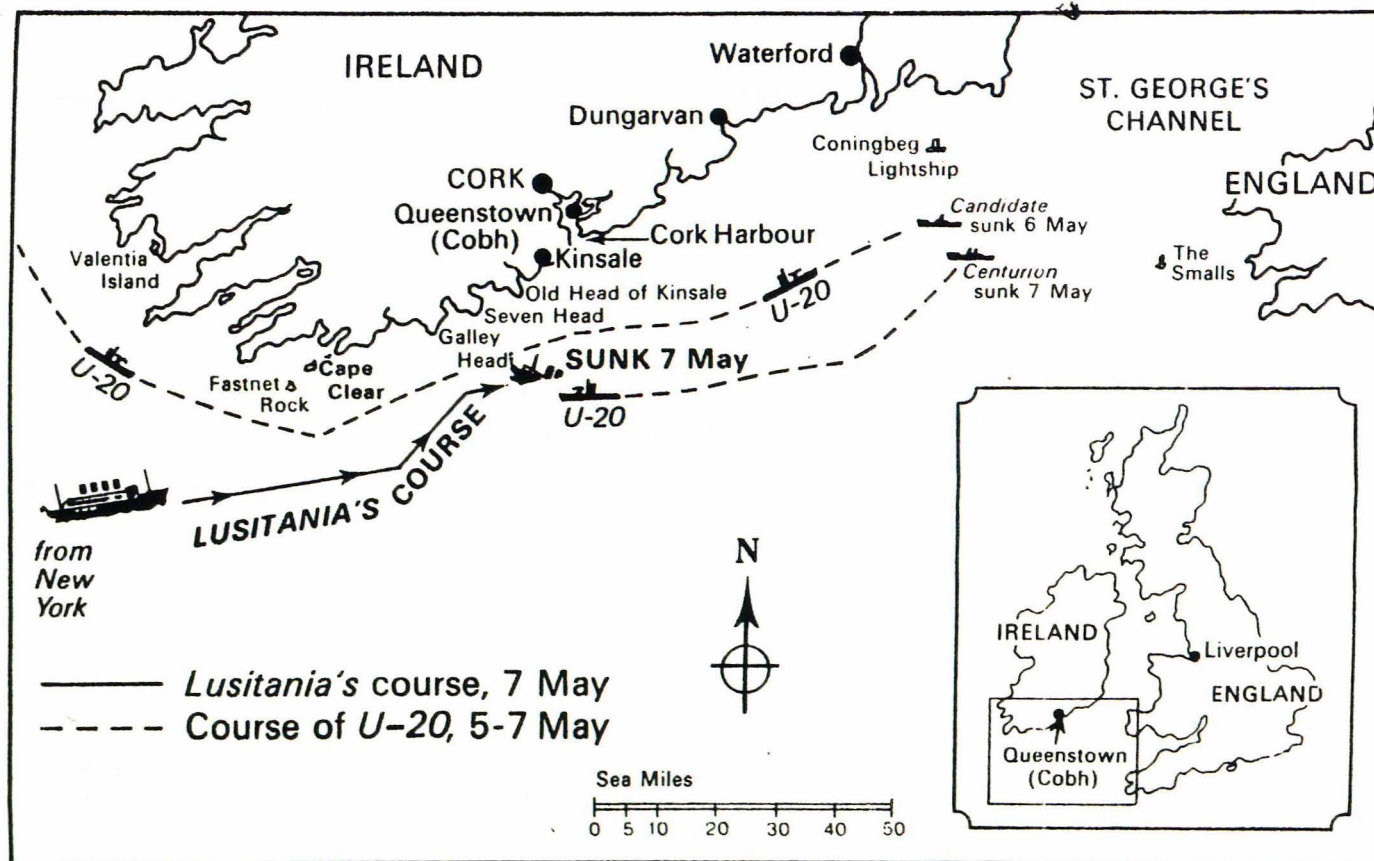 IRELAND
Waterford
ST. GEORGE'S
CHANNEL
Dungarvan
Coningbeg
Lightship
CORK
ENGLAND
Queenstown
(Cobh)
Candidate
sunk 6 May
Cork Harbour
Valentia
Island
Kinsale
The
Smalls
Centurion
sunk 7 May
Old Head of Kinsale
U-20
Seven Head
Galley
Head
SUNK 7 May
U-20
Cape
Clear
Fastnet
Rock
U-20
LUSITANIA'S COURSE
from
New
York
N
IRELAND
Liverpool
ENGLAND
Queenstown
(Cobh)
Lusitania's course, 7 May
Course of U-20, 5-7 May
Sea Miles
0 5 10 20 30 40 50